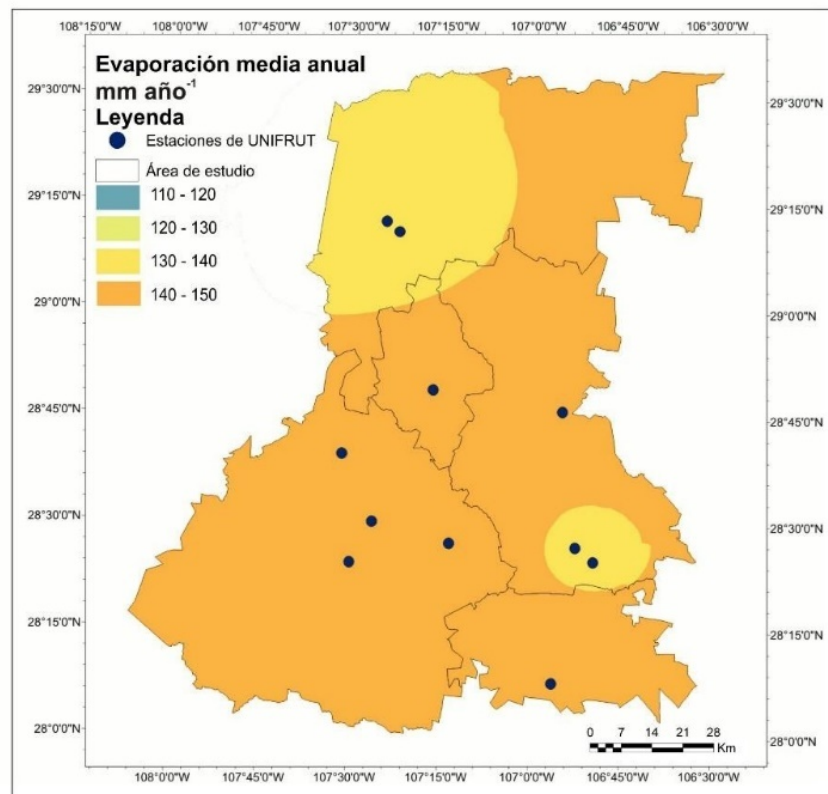 108°15'0"W 108°0'0"W 107°45'0"W 107°30'0"W 107°15'0"W 107°0'0"W 106°45'0"W 106°30'0"W
Evaporación media anual
mm año-1
Leyenda
Estaciones de UNIFRUT
Área de estudio
110 - 120
120 - 130
130 - 140
140 - 150
29°30'0"N
29°15'0"N
29°0'0"N
28°45'0"N
28°30'0"N
28°15'0"N
28°0'0"N
29°30'0"N
29°15'0"N
29°0'0"N
28°45'0"N
28°30'0"N
28°15'0"N
28°0'0"N
0 7 14 21 28
Km
108°0'0"W 107°45'0"W 107°30'0"W 107°15'0"W 107°0'0"W 106°45'0"W 106°30'0"W